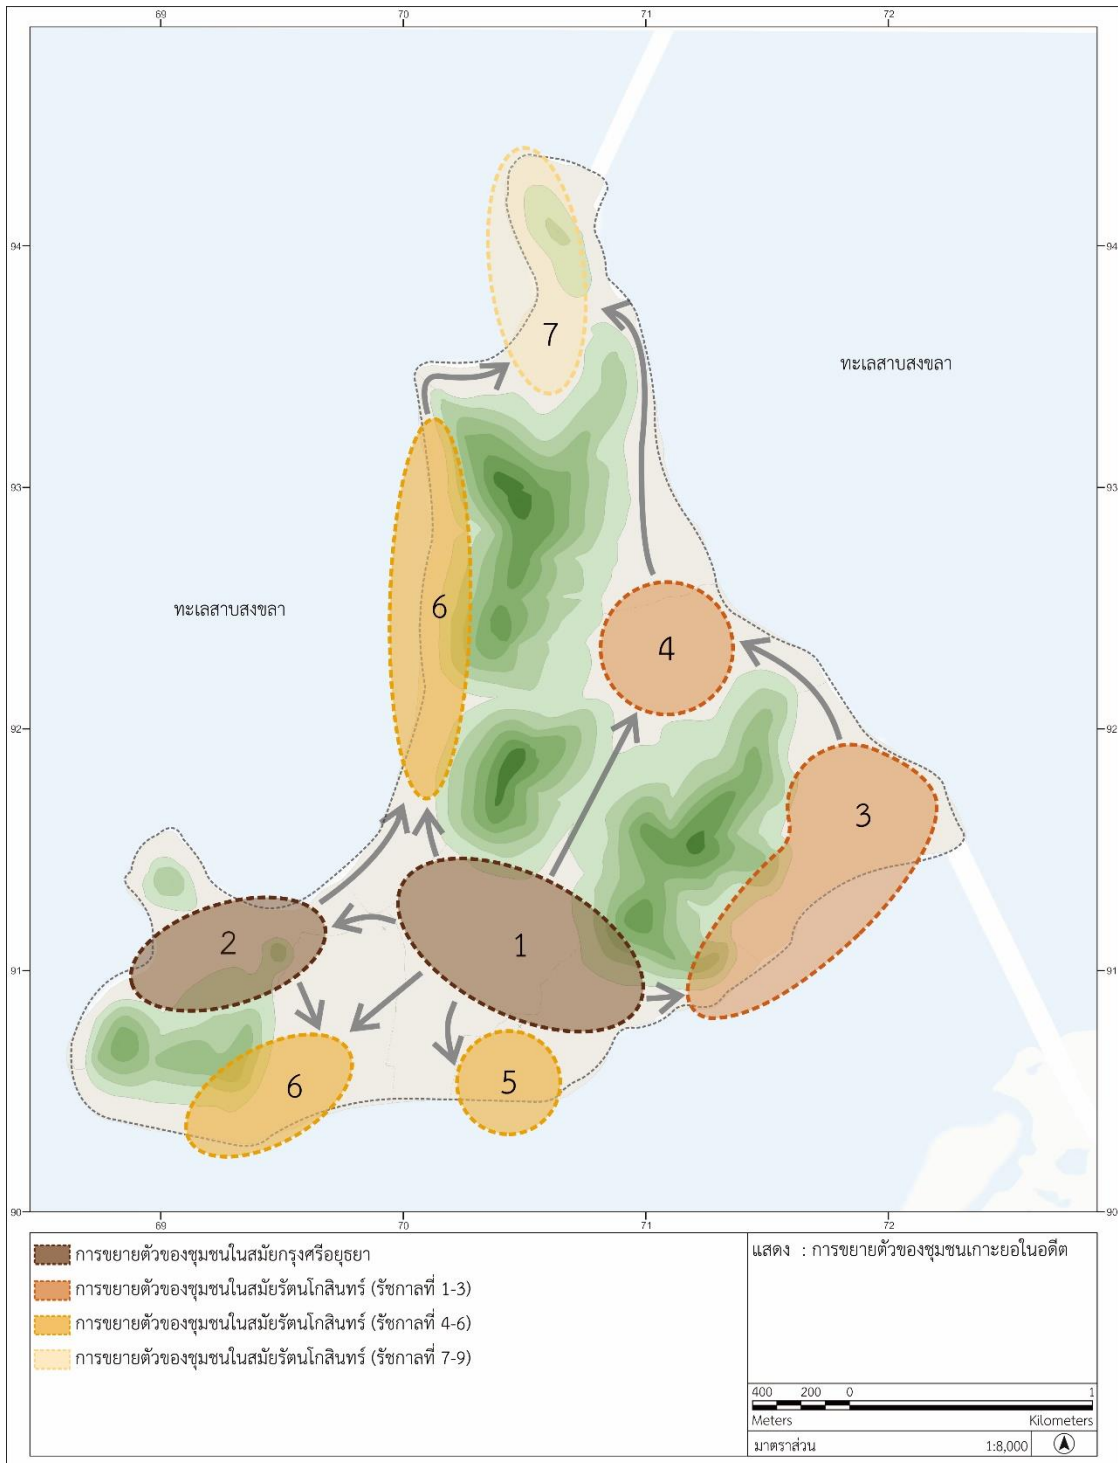 69 70 71 72
94 94
7
ทะเลสาบสงขลา
93 93
6
ทะเลสาบสงขลา
4
92 92
3
2
1
91 91
6
5
90 90
69 70 71 72
การขยายตัวของชุมชนในสมัยกรุงศรีอยุธยา
การขยายตัวของชุมชนในสมัยรัตนโกสินทร์ (รัชกาลที่ 1-3)
การขยายตัวของชุมชนในสมัยรัตนโกสินทร์ (รัชกาลที่ 4-6)
การขยายตัวของชุมชนในสมัยรัตนโกสินทร์ (รัชกาลที่ 7-9)
แสดง : การขยายตัวของชุมชนเกาะยอในอดีต
400 200 0 1
Meters Kilometers
มาตราส่วน 1:8,000